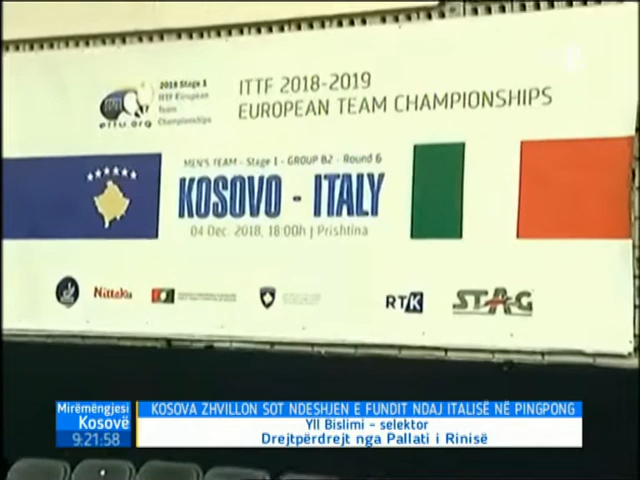 2018 Stage 1
ITTF European
Team
Championships
ettu.org
ITTF 2018-2019
EUROPEAN TEAM CHAMPIONSHIPS
MEN'S TEAM - Stage 1 - GROUP B2 - Round 6
KOSOVO - ITALY
04 Dec. 2018, 18:00h | Prishtina
Nittaku
RTK
STAG
Mirëmëngjesi
Kosovë
9:21:58
KOSOVA ZHVILLON SOT NDESHJEN E FUNDIT NDAJ ITALISË NË PINGPONG
Yll Bislimi - selektor
Drejtpërdrejt nga Pallati i Rinisë